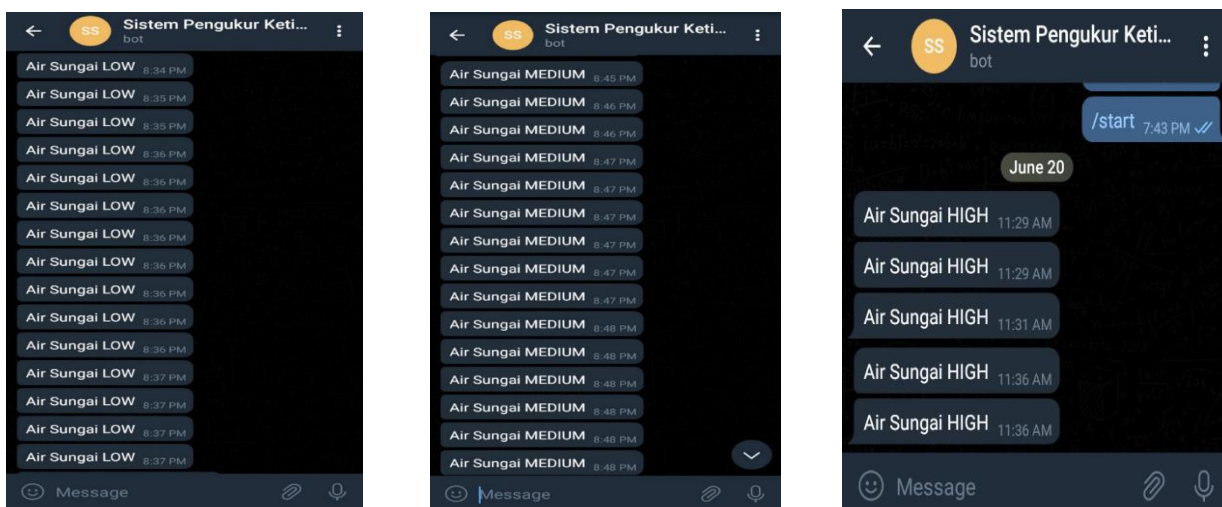 Sistem Pengukur Keti...
SS
bot
Air Sungai LOW 8:34 PM
Air Sungai LOW 8:35 PM
Air Sungai LOW 8:35 PM
Air Sungai LOW 8:36 PM
Air Sungai LOW 8:36 PM
Air Sungai LOW 8:36 PM
Air Sungai LOW 8:36 PM
Air Sungai LOW 8:36 PM
Air Sungai LOW 8:36 PM
Air Sungai LOW 8:36 PM
Air Sungai LOW 8:36 PM
Air Sungai LOW 8:37 PM
Air Sungai LOW 8:37 PM
Air Sungai LOW 8:37 PM
Air Sungai LOW 8:37 PM
Message
Sistem Pengukur Keti...
SS
bot
Air Sungai MEDIUM 8:45 PM
Air Sungai MEDIUM 8:46 PM
Air Sungai MEDIUM 8:46 PM
Air Sungai MEDIUM 8:47 PM
Air Sungai MEDIUM 8:47 PM
Air Sungai MEDIUM 8:47 PM
Air Sungai MEDIUM 8:47 PM
Air Sungai MEDIUM 8:47 PM
Air Sungai MEDIUM 8:47 PM
Air Sungai MEDIUM 8:48 PM
Air Sungai MEDIUM 8:48 PM
Air Sungai MEDIUM 8:48 PM
Air Sungai MEDIUM 8:48 PM
Air Sungai MEDIUM 8:48 PM
Air Sungai MEDIUM 8:48 PM
Message
Sistem Pengukur Keti...
SS
bot
/start 7:43 PM
June 20
Air Sungai HIGH 11:29 AM
Air Sungai HIGH 11:29 AM
Air Sungai HIGH 11:31 AM
Air Sungai HIGH 11:36 AM
Air Sungai HIGH 11:36 AM
Message